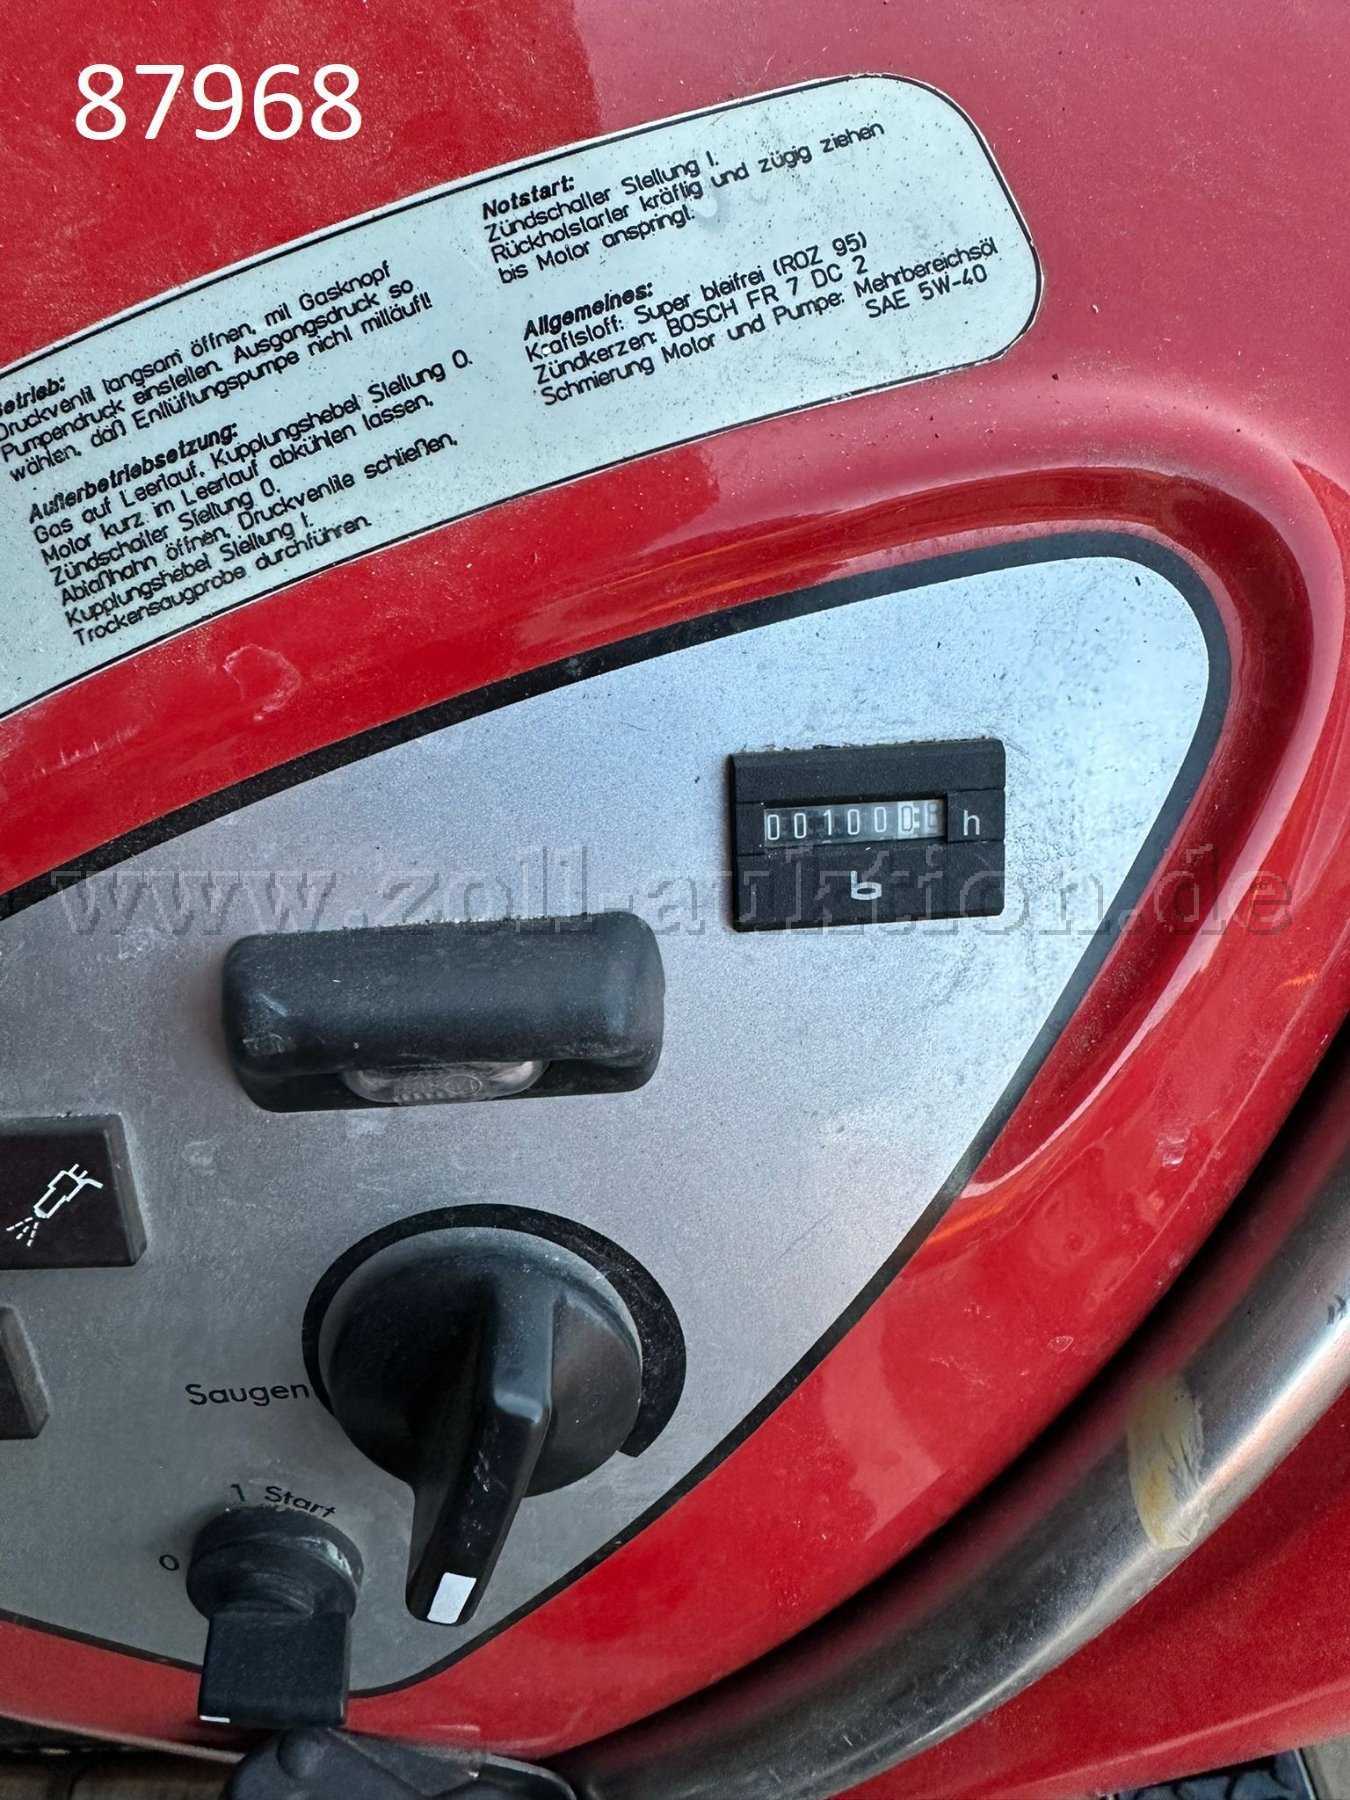 87968
Betrieb:
Druckventil langsam öffnen, mit Gasknopf
Pumpendruck einstellen. Ausgangsdruck so
wählen, daß Entlüftungspumpe nicht mitläuft!
Außerbetriebsetzung:
Gas auf Leerlauf, Kupplungshebel Stellung 0.
Motor kurz im Leerlauf abkühlen lassen,
Zündschalter Stellung 0.
Ablaßhahn öffnen, Druckventile schließen,
Kupplungshebel Stellung 1.
Trockensaugprobe durchführen.
Notstart:
Zündschalter Stellung 1.
Rückholstarter kräftig und zügig ziehen
bis Motor anspringt.
Allgemeines:
Kraftstoff: Super bleifrei (ROZ 95)
Zündkerzen: BOSCH FR 7 DC 2
Schmierung Motor und Pumpe: Mehrbereichsöl
SAE 5W-40
h
www.zoll-auktion.de
Saugen
1 Start
0